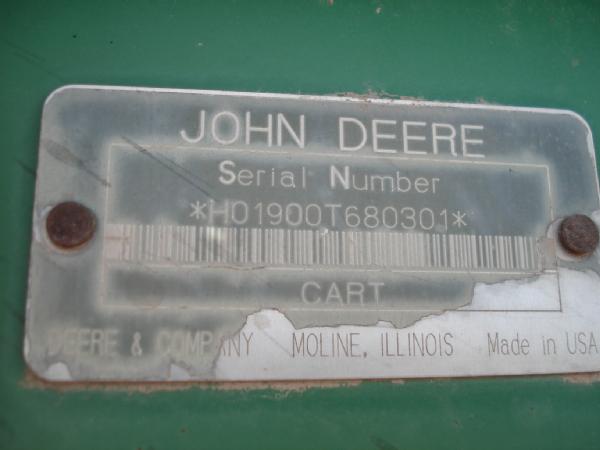 JOHN DEERE
Serial Number
*H01900T680301*
CART
DEERE & COMPANY MOLINE, ILLINOIS Made in USA